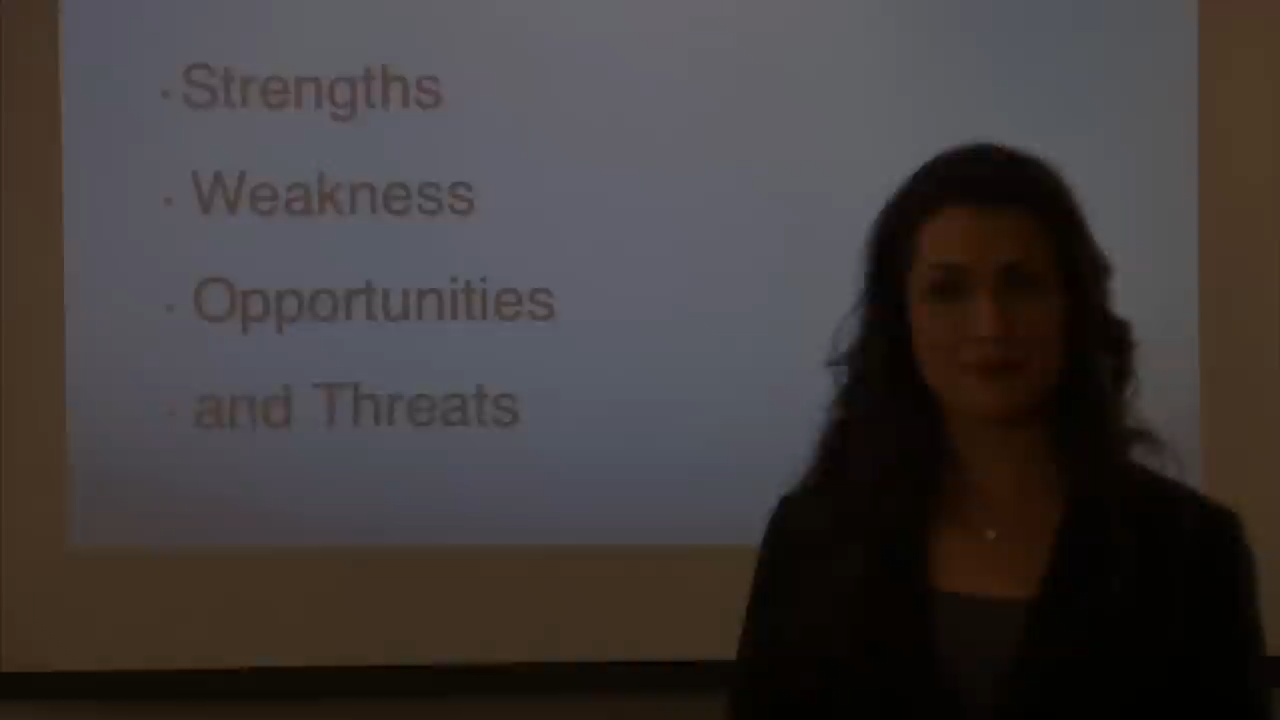 · Strengths
· Weakness
· Opportunities
· and Threats